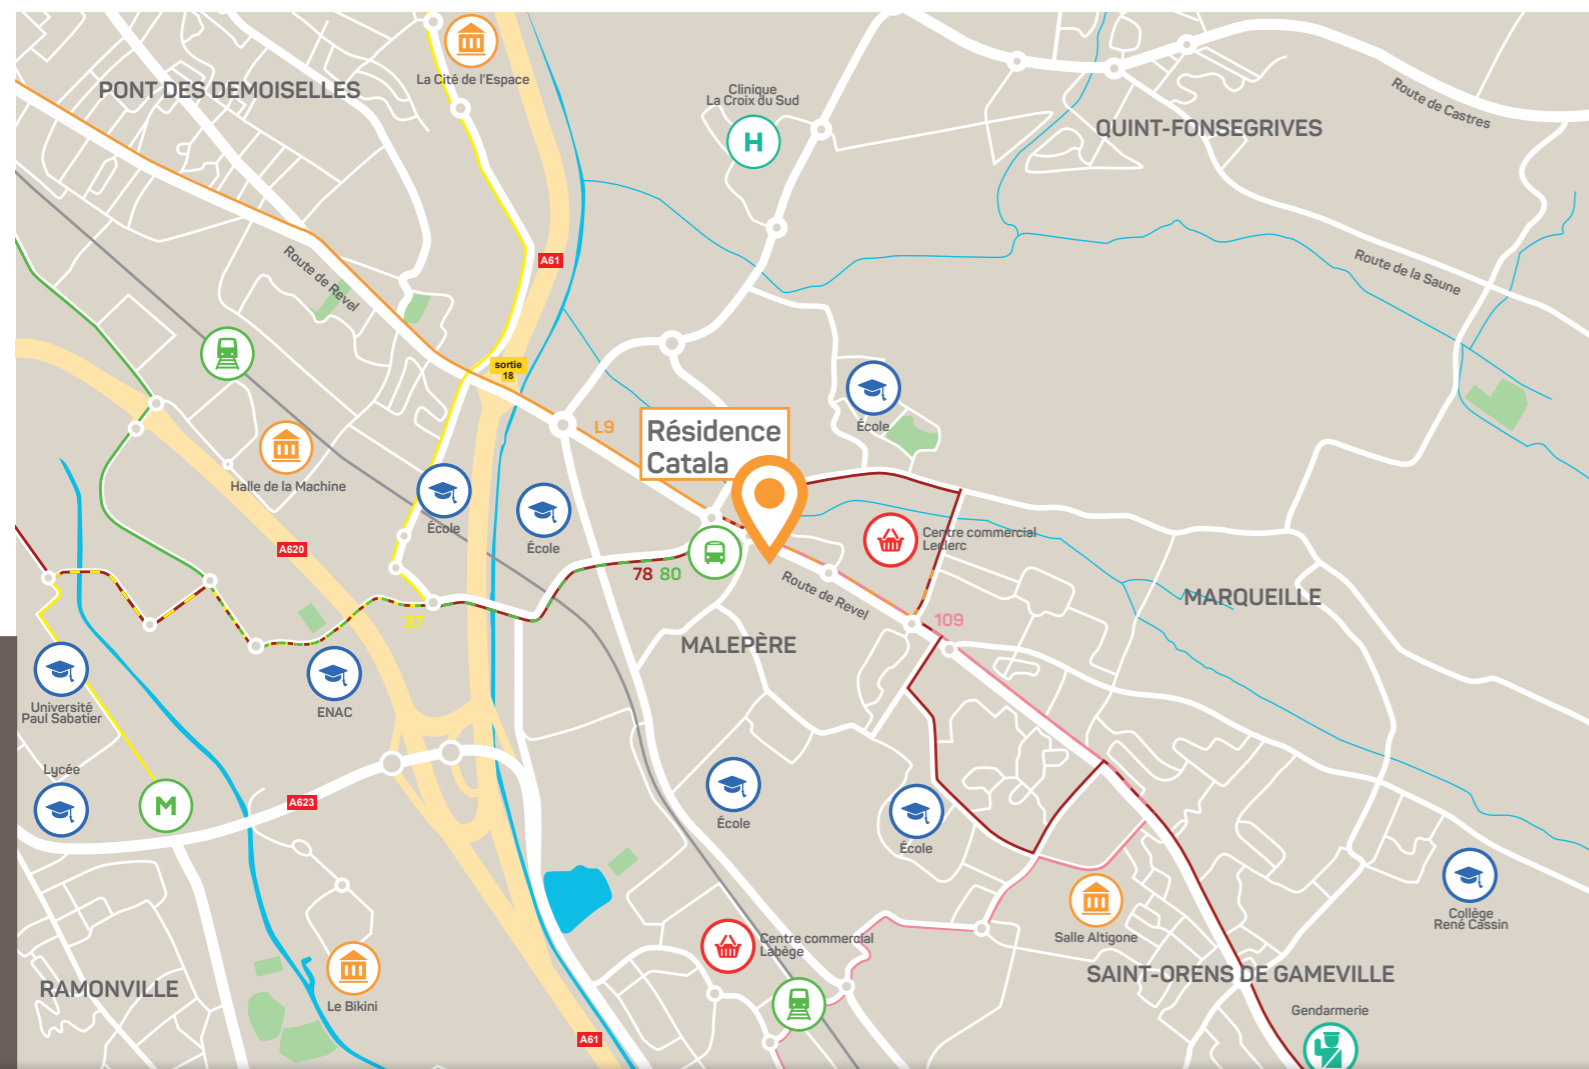 La Cité de l'Espace
PONT DES DEMOISELLES
Clinique
La Croix du Sud
H
Route de Castres
QUINT-FONSEGRIVES
Route de Revel
A61
Route de la Saune
sortie
18
L9
Résidence
Catala
École
Halle de la Machine
École
École
Centre commercial
Leclerc
A620
78 80
Route de Revel
MARQUEILLE
37
109
MALEPÈRE
Université
Paul Sabatier
ENAC
Lycée
M
A623
École
École
Collège
René Cassin
Centre commercial
Labège
Salle Altigone
SAINT-ORENS DE GAMEVILLE
RAMONVILLE
Le Bikini
Gendarmerie
A61